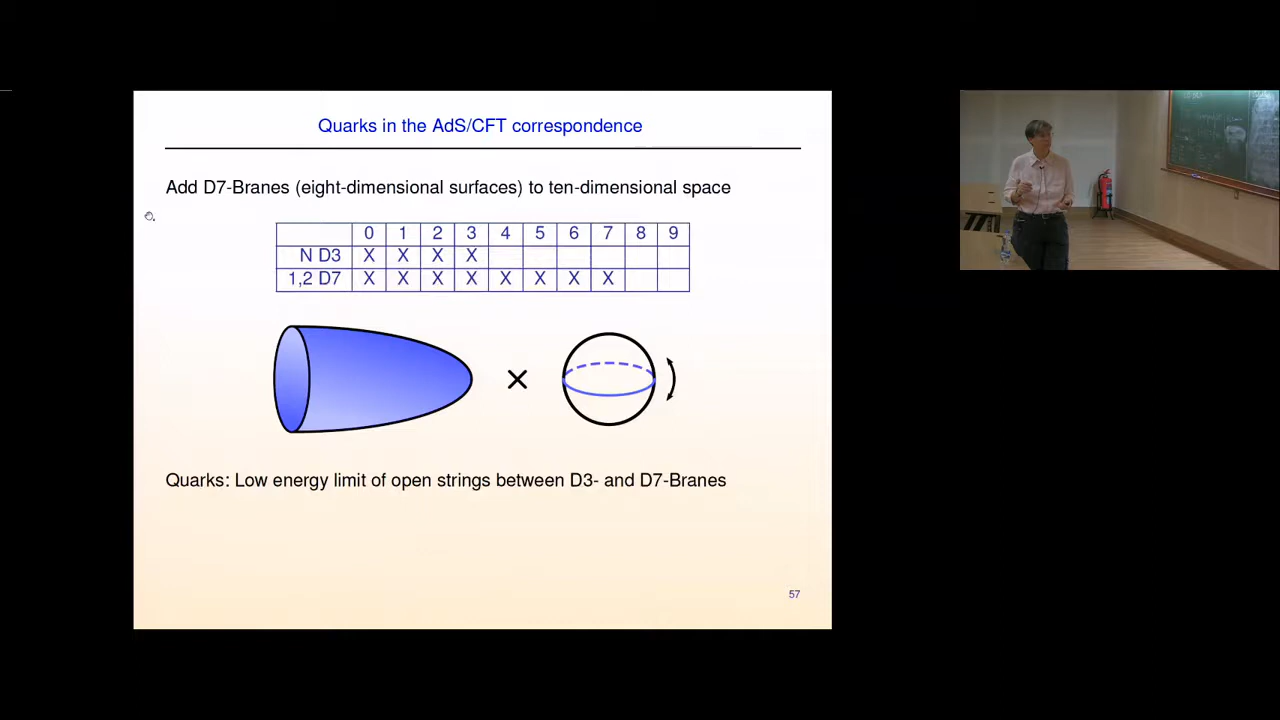 Quarks in the AdS/CFT correspondence
Add D7-Branes (eight-dimensional surfaces) to ten-dimensional space
0 1 2 3 4 5 6 7 8 9
N D3 X X X X
1,2 D7 X X X X X X X X
×
Quarks: Low energy limit of open strings between D3- and D7-Branes
57